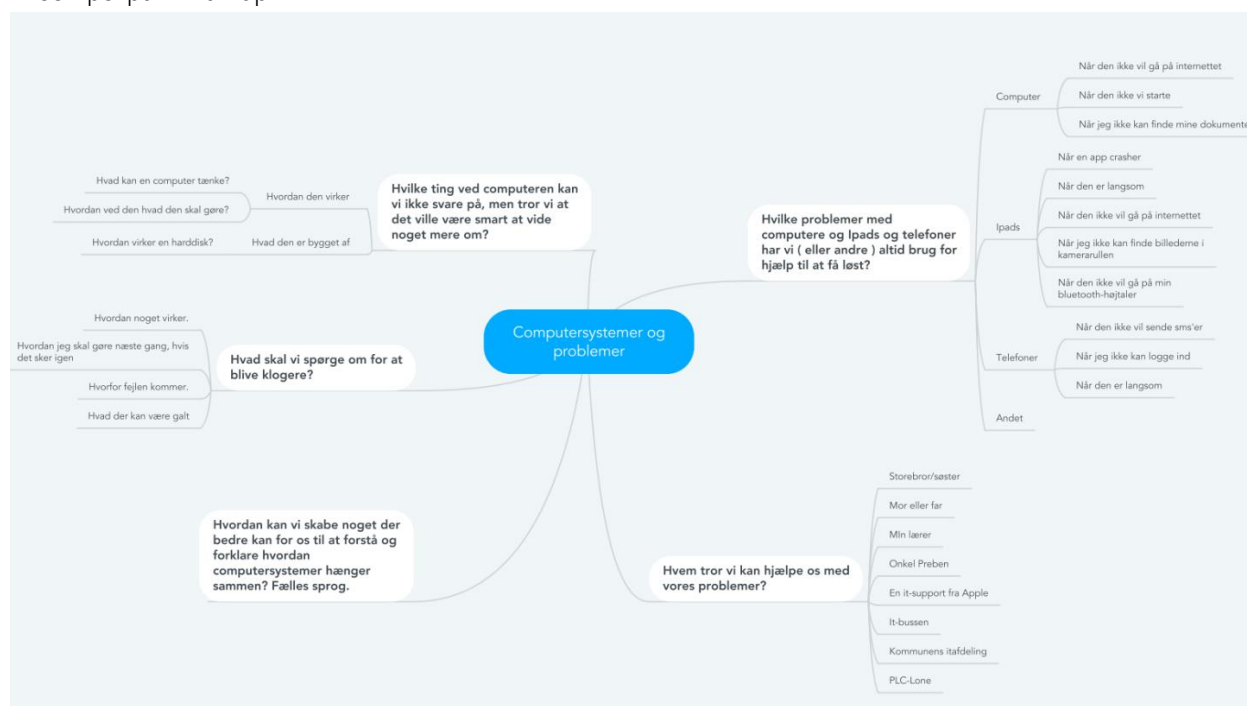 Computersystemer og
problemer
Hvilke ting ved computeren kan
vi ikke svare på, men tror vi at
det ville være smart at vide
noget mere om?
Hvordan den virker
Hvad kan en computer tænke?
Hvordan ved den hvad den skal gøre?
Hvad den er bygget af
Hvordan virker en harddisk?
Hvad skal vi spørge om for at
blive klogere?
Hvordan noget virker.
Hvordan jeg skal gøre næste gang, hvis
det sker igen
Hvorfor fejlen kommer.
Hvad der kan være galt
Hvordan kan vi skabe noget der
bedre kan for os til at forstå og
forklare hvordan
computersystemer hænger
sammen? Fælles sprog.
Hvilke problemer med
computere og Ipads og telefoner
har vi ( eller andre ) altid brug for
hjælp til at få løst?
Computer
Når den ikke vil gå på internettet
Når den ikke vi starte
Når jeg ikke kan finde mine dokumente
Ipads
Når en app crasher
Når den er langsom
Når den ikke vil gå på internettet
Når jeg ikke kan finde billederne i
kamerarullen
Når den ikke vil gå på min
bluetooth-højtaler
Telefoner
Når den ikke vil sende sms'er
Når jeg ikke kan logge ind
Når den er langsom
Andet
Hvem tror vi kan hjælpe os med
vores problemer?
Storebror/søster
Mor eller far
MIn lærer
Onkel Preben
En it-support fra Apple
It-bussen
Kommunens itafdeling
PLC-Lone